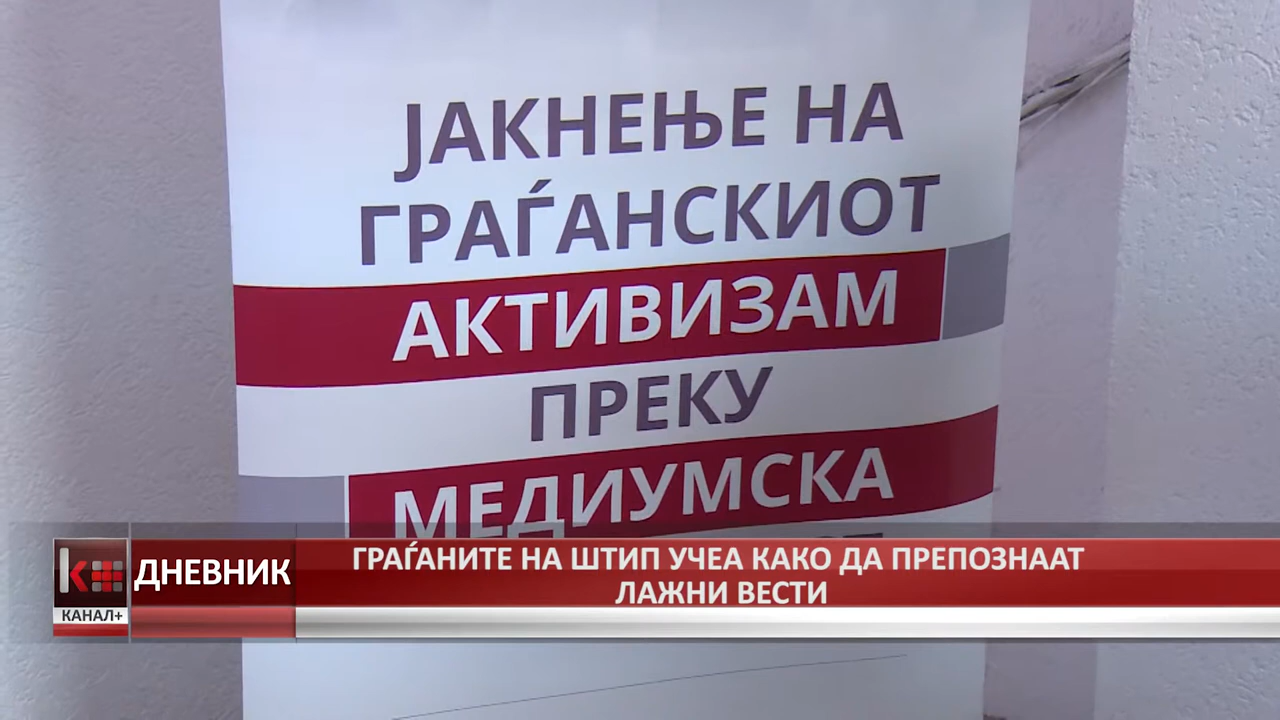 ЈАКНЕЊЕ НА
ГРАЃАНСКИОТ
АКТИВИЗАМ
ПРЕКУ
МЕДИУМСКА
ГРАЃАНИТЕ НА ШТИП УЧЕА КАКО ДА ПРЕПОЗНААТ
ЛАЖНИ ВЕСТИ
ДНЕВНИК
K
КАНАЛ+